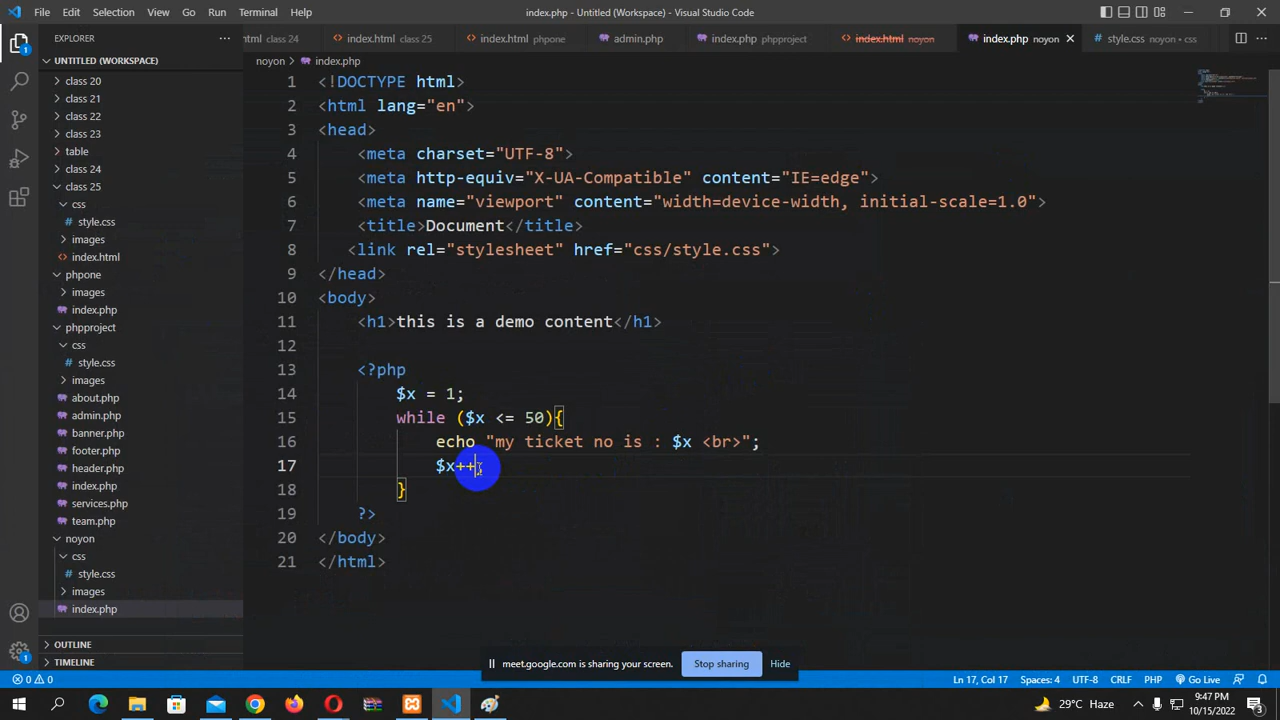 File Edit Selection View Go Run Terminal Help
index.php - Untitled (Workspace) - Visual Studio Code
EXPLORER
html class 24
index.html class 25
index.html phpone
admin.php
index.php phpproject
index.html noyon
index.php noyon
style.css noyon • css
UNTITLED (WORKSPACE)
class 20
class 21
class 22
class 23
table
class 24
class 25
css
style.css
images
index.html
phpone
images
index.php
phpproject
css
style.css
images
about.php
admin.php
banner.php
footer.php
header.php
index.php
services.php
team.php
noyon
css
style.css
images
index.php
OUTLINE
TIMELINE
noyon > index.php
1 <!DOCTYPE html>
2 <html lang="en">
3 <head>
4 <meta charset="UTF-8">
5 <meta http-equiv="X-UA-Compatible" content="IE=edge">
6 <meta name="viewport" content="width=device-width, initial-scale=1.0">
7 <title>Document</title>
8 <link rel="stylesheet" href="css/style.css">
9 </head>
10 <body>
11 <h1>this is a demo content</h1>
12
13 <?php
14 $x = 1;
15 while ($x <= 50){
16 echo "my ticket no is : $x <br>";
17 $x++;
18 }
19 ?>
20 </body>
21 </html>
meet.google.com is sharing your screen.
Stop sharing
Hide
0 0
Ln 17, Col 17
Spaces: 4
UTF-8
CRLF
PHP
Go Live
1
1
29°C Haze
9:47 PM
10/15/2022
3